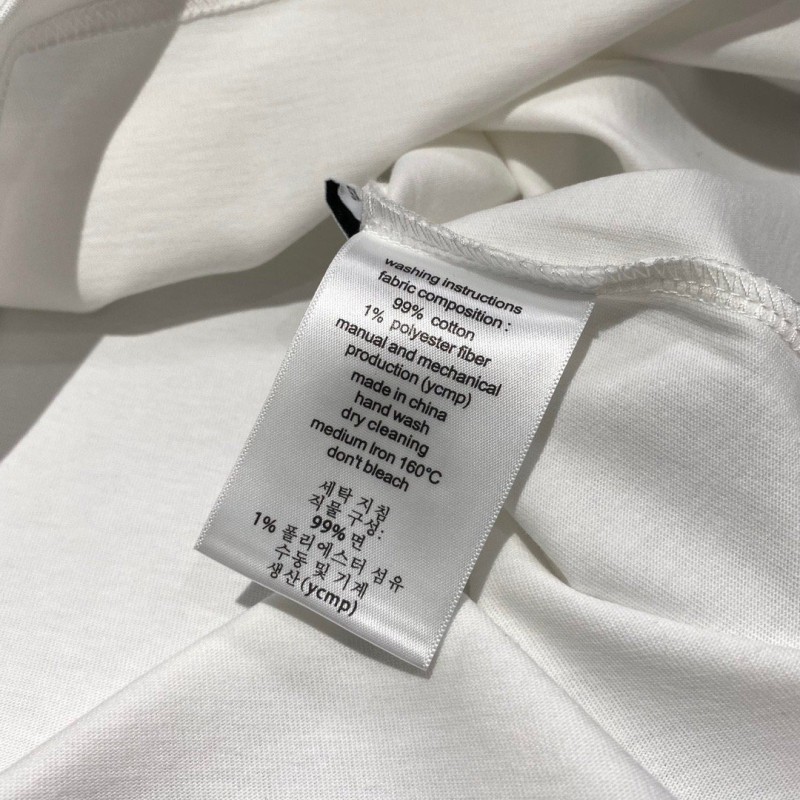 washing instructions
fabric composition :
99% cotton
1% polyester fiber
manual and mechanical
production (ycmp)
made in china
hand wash
dry cleaning
medium Iron 160°C
don't bleach
세탁 지침
직물 구성:
99% 면
1% 폴리에스터 섬유
수동 및 기계
생산(ycmp)